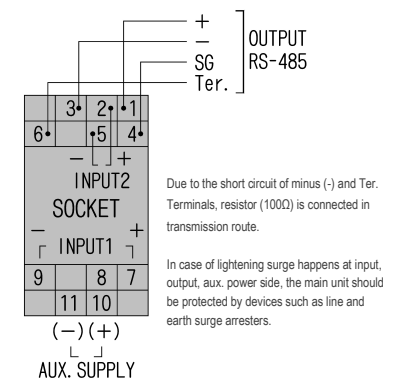 +
− OUTPUT
SG RS-485
Ter.
3 2 1
6 5 4
− +
INPUT2
SOCKET
− +
INPUT1
9 8 7
11 10
(−)(+)
AUX. SUPPLY
Due to the short circuit of minus (-) and Ter.
Terminals, resistor (100Ω) is connected in
transmission route.
In case of lightening surge happens at input,
output, aux. power side, the main unit should
be protected by devices such as line and
earth surge arresters.